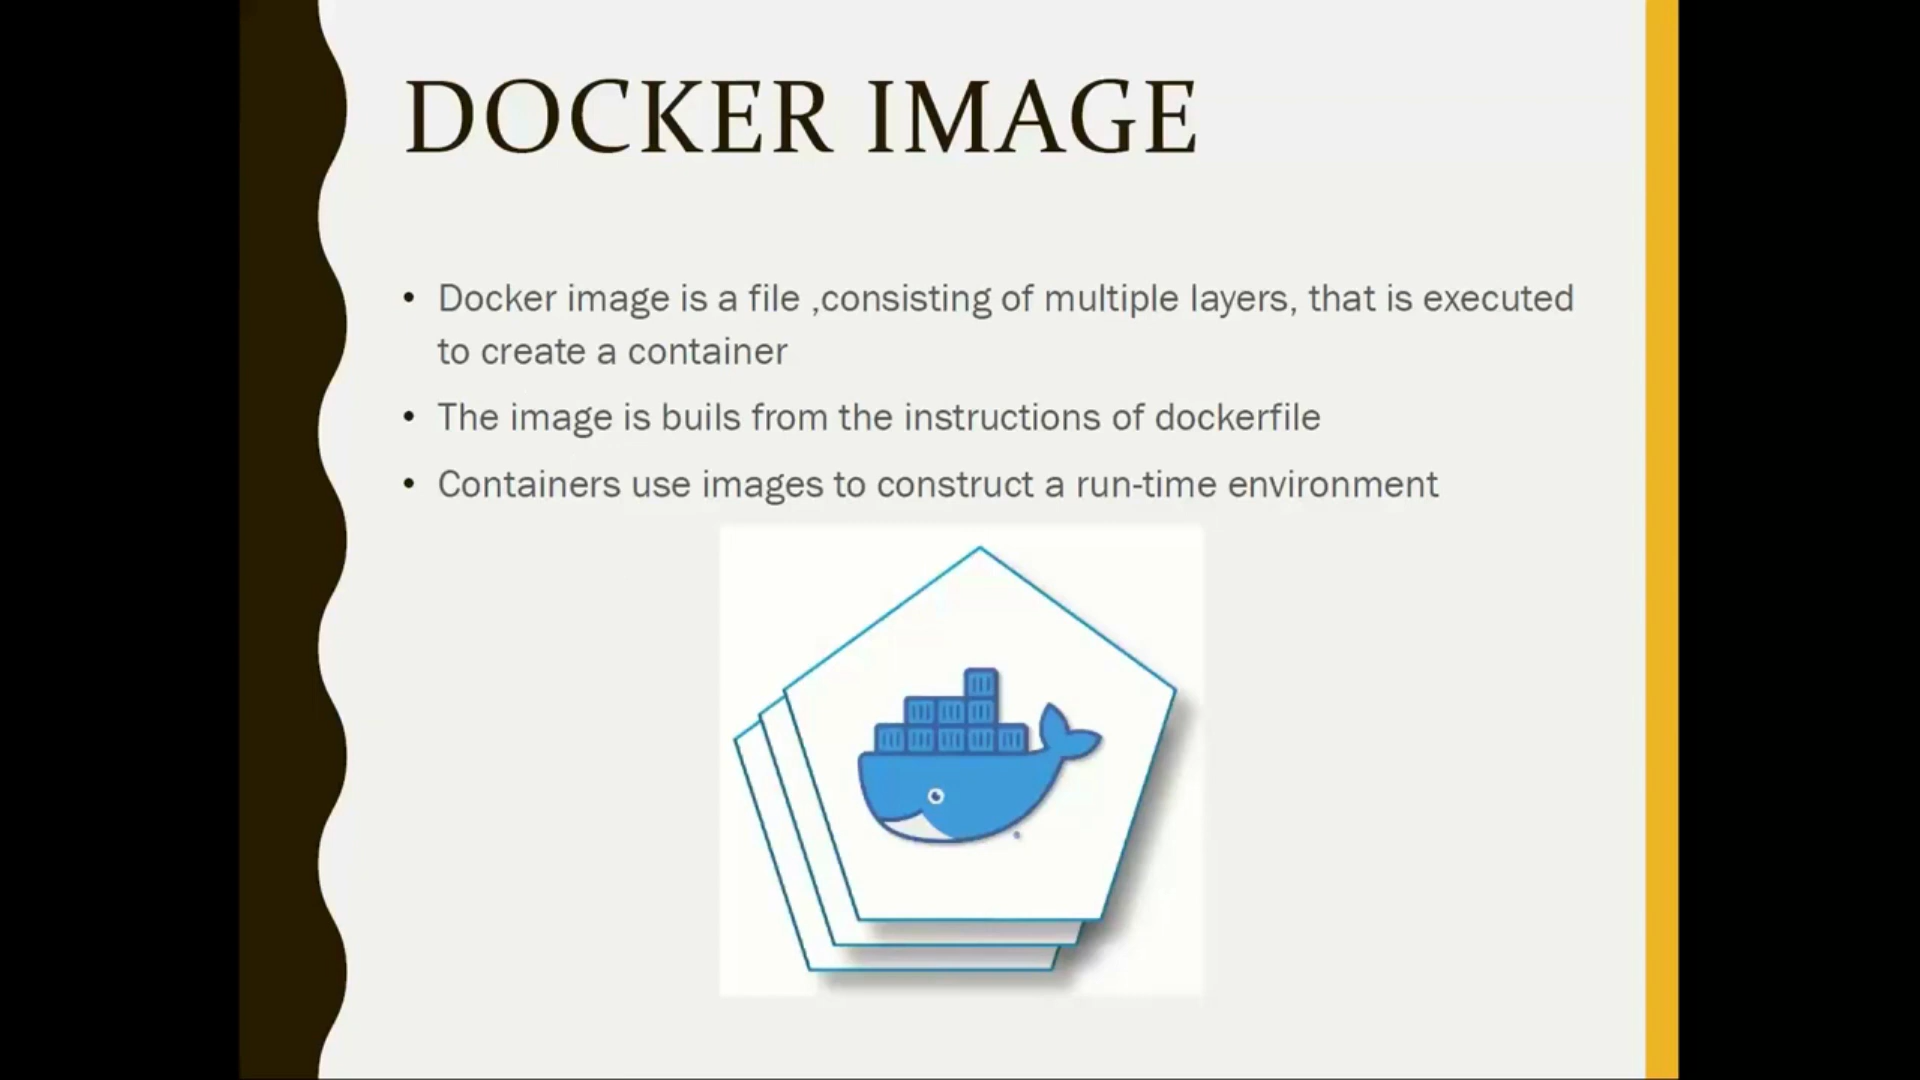 DOCKER IMAGE
• Docker image is a file ,consisting of multiple layers, that is executed
to create a container
• The image is buils from the instructions of dockerfile
• Containers use images to construct a run-time environment